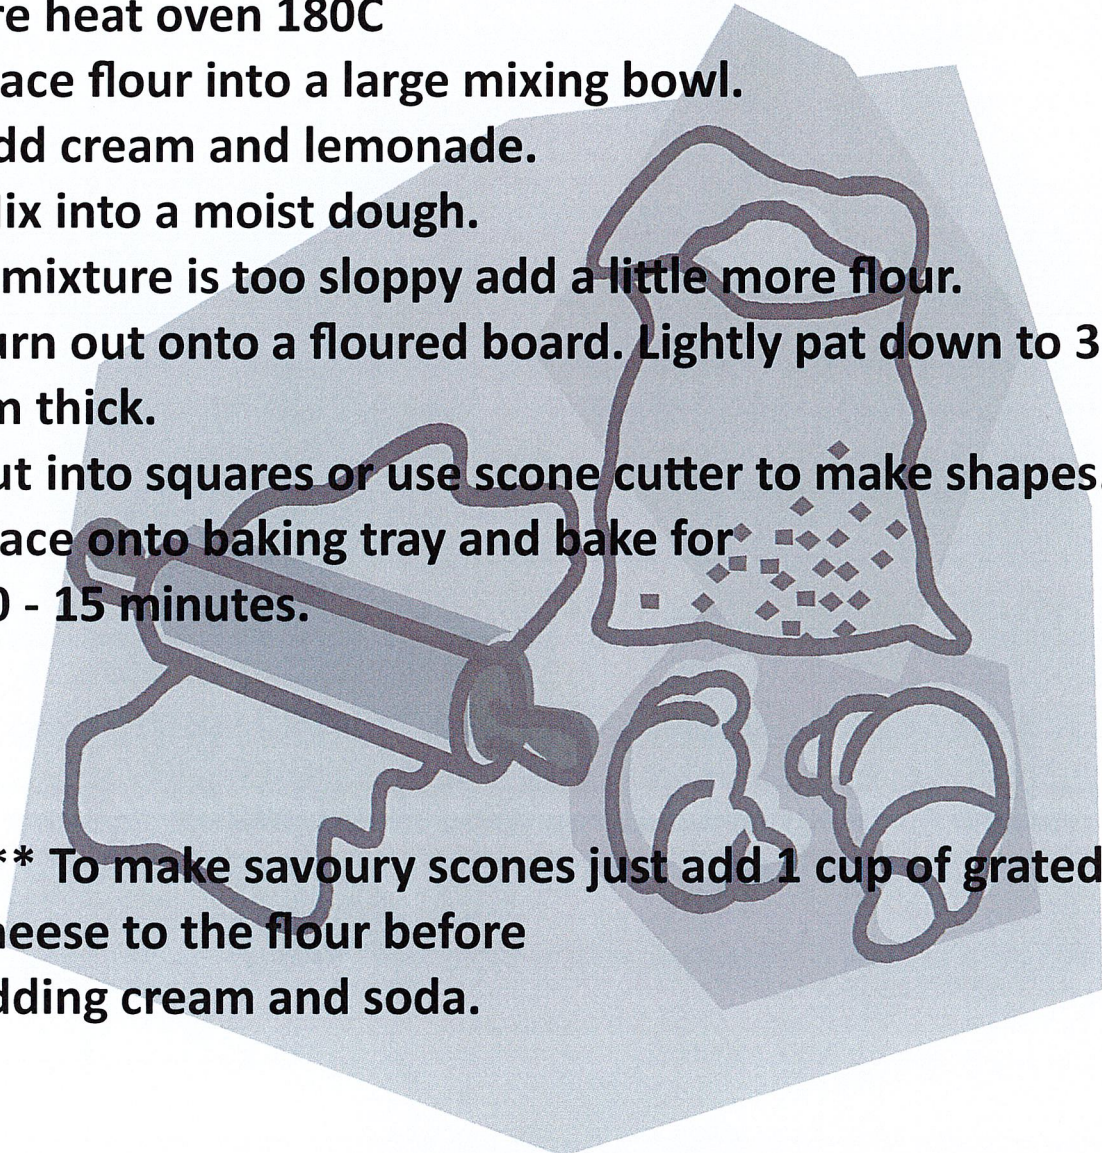 re heat oven 180C
ace flour into a large mixing bowl.
dd cream and lemonade.
ix into a moist dough.
mixture is too sloppy add a little more flour.
urn out onto a floured board. Lightly pat down to 3
m thick.
ut into squares or use scone cutter to make shapes.
ace onto baking tray and bake for
0 - 15 minutes.
** To make savoury scones just add 1 cup of grated
heese to the flour before
dding cream and soda.